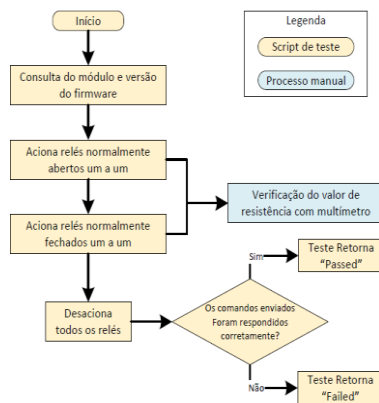 Início
Legenda
Script de teste
Processo manual
Consulta do módulo e versão
do firmware
Aciona relés normalmente
abertos um a um
Verificação do valor de
resistência com multímetro
Aciona relés normalmente
fechados um a um
Sim
Teste Retorna
“Passed”
Desaciona
todos os relés
Os comandos enviados
Foram respondidos
corretamente?
Não
Teste Retorna
“Failed”